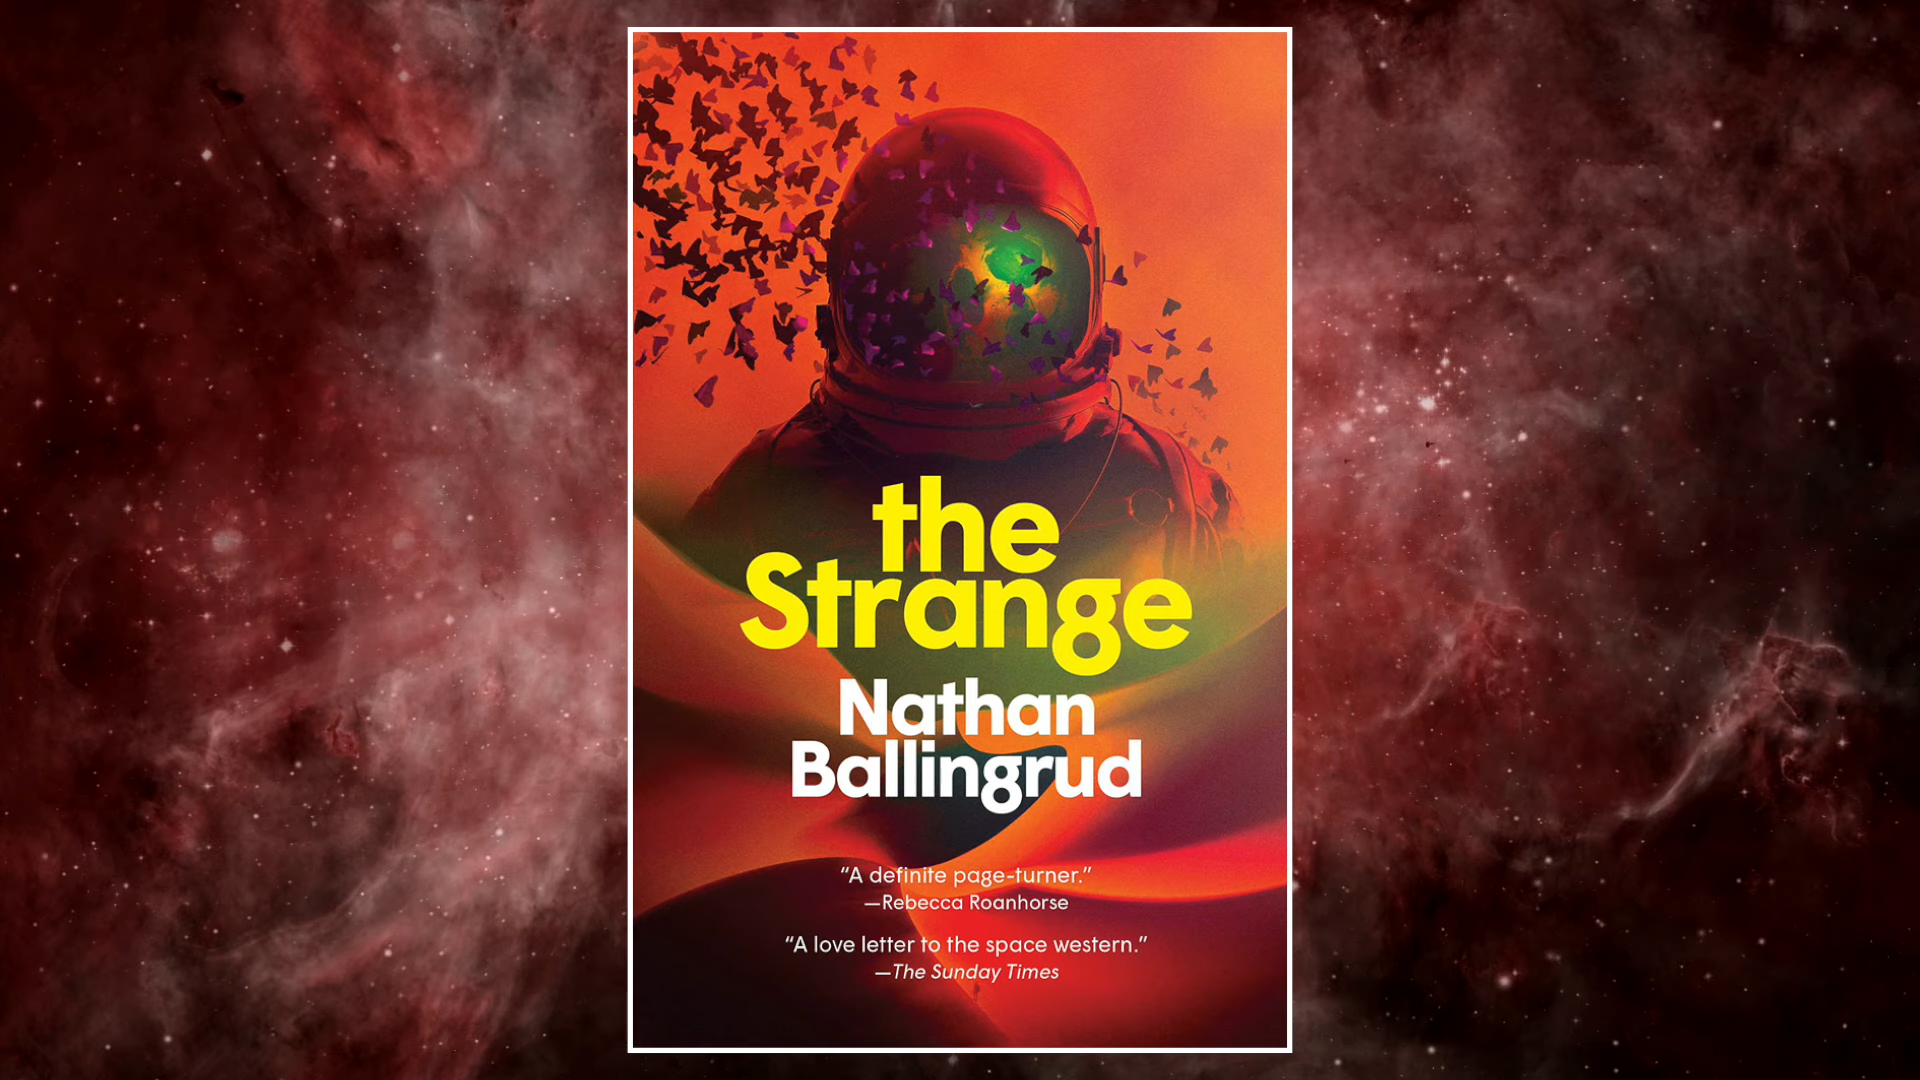 the
Strange
Nathan
Ballingrud
“A definite page-turner.”
—Rebecca Roanhorse
“A love letter to the space western.”
—The Sunday Times